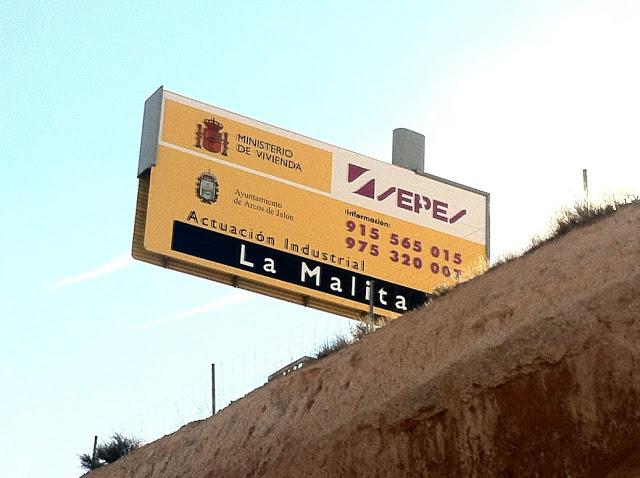 MINISTERIO
DE VIVIENDA
SEPES
Ayuntamiento
de Arcos de Jalón
Información:
915 565 015
975 320 007
Actuación Industrial
La Malita